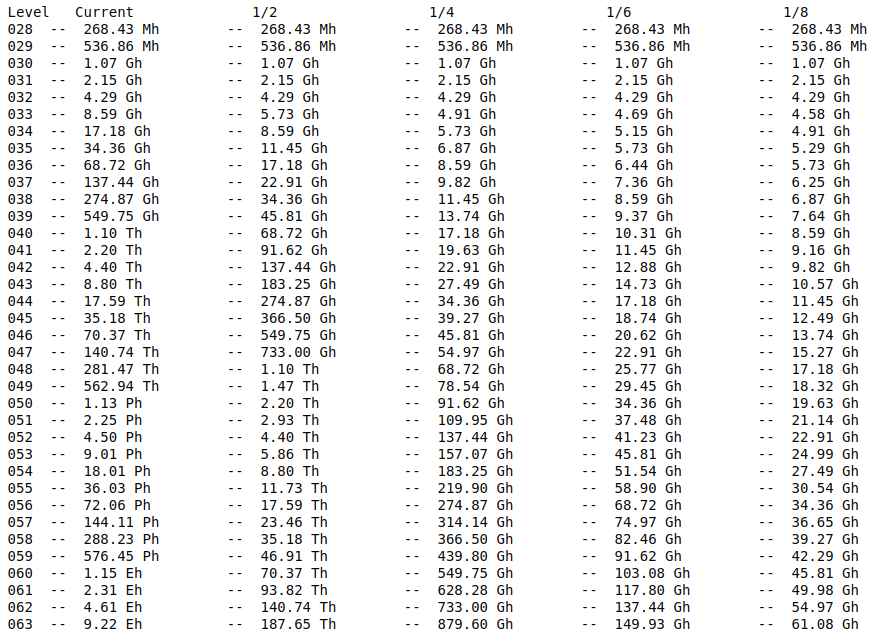 Level   Current               1/2                   1/4                   1/6                   1/8
028  --  268.43 Mh        --  268.43 Mh         --  268.43 Mh         --  268.43 Mh         --  268.43 Mh
029  --  536.86 Mh        --  536.86 Mh         --  536.86 Mh         --  536.86 Mh         --  536.86 Mh
030  --  1.07 Gh          --  1.07 Gh           --  1.07 Gh           --  1.07 Gh           --  1.07 Gh
031  --  2.15 Gh          --  2.15 Gh           --  2.15 Gh           --  2.15 Gh           --  2.15 Gh
032  --  4.29 Gh          --  4.29 Gh           --  4.29 Gh           --  4.29 Gh           --  4.29 Gh
033  --  8.59 Gh          --  5.73 Gh           --  4.91 Gh           --  4.69 Gh           --  4.58 Gh
034  --  17.18 Gh         --  8.59 Gh           --  5.73 Gh           --  5.15 Gh           --  4.91 Gh
035  --  34.36 Gh         --  11.45 Gh          --  6.87 Gh           --  5.73 Gh           --  5.29 Gh
036  --  68.72 Gh         --  17.18 Gh          --  8.59 Gh           --  6.44 Gh           --  5.73 Gh
037  --  137.44 Gh        --  22.91 Gh          --  9.82 Gh           --  7.36 Gh           --  6.25 Gh
038  --  274.87 Gh        --  34.36 Gh          --  11.45 Gh          --  8.59 Gh           --  6.87 Gh
039  --  549.75 Gh        --  45.81 Gh          --  13.74 Gh          --  9.37 Gh           --  7.64 Gh
040  --  1.10 Th          --  68.72 Gh          --  17.18 Gh          --  10.31 Gh          --  8.59 Gh
041  --  2.20 Th          --  91.62 Gh          --  19.63 Gh          --  11.45 Gh          --  9.16 Gh
042  --  4.40 Th          --  137.44 Gh         --  22.91 Gh          --  12.88 Gh          --  9.82 Gh
043  --  8.80 Th          --  183.25 Gh         --  27.49 Gh          --  14.73 Gh          --  10.57 Gh
044  --  17.59 Th         --  274.87 Gh         --  34.36 Gh          --  17.18 Gh          --  11.45 Gh
045  --  35.18 Th         --  366.50 Gh         --  39.27 Gh          --  18.74 Gh          --  12.49 Gh
046  --  70.37 Th         --  549.75 Gh         --  45.81 Gh          --  20.62 Gh          --  13.74 Gh
047  --  140.74 Th        --  733.00 Gh         --  54.97 Gh          --  22.91 Gh          --  15.27 Gh
048  --  281.47 Th        --  1.10 Th           --  68.72 Gh          --  25.77 Gh          --  17.18 Gh
049  --  562.94 Th        --  1.47 Th           --  78.54 Gh          --  29.45 Gh          --  18.32 Gh
050  --  1.13 Ph          --  2.20 Th           --  91.62 Gh          --  34.36 Gh          --  19.63 Gh
051  --  2.25 Ph          --  2.93 Th           --  109.95 Gh         --  37.48 Gh          --  21.14 Gh
052  --  4.50 Ph          --  4.40 Th           --  137.44 Gh         --  41.23 Gh          --  22.91 Gh
053  --  9.01 Ph          --  5.86 Th           --  157.07 Gh         --  45.81 Gh          --  24.99 Gh
054  --  18.01 Ph         --  8.80 Th           --  183.25 Gh         --  51.54 Gh          --  27.49 Gh
055  --  36.03 Ph         --  11.73 Th          --  219.90 Gh         --  58.90 Gh          --  30.54 Gh
056  --  72.06 Ph         --  17.59 Th          --  274.87 Gh         --  68.72 Gh          --  34.36 Gh
057  --  144.11 Ph        --  23.46 Th          --  314.14 Gh         --  74.97 Gh          --  36.65 Gh
058  --  288.23 Ph        --  35.18 Th          --  366.50 Gh         --  82.46 Gh          --  39.27 Gh
059  --  576.45 Ph        --  46.91 Th          --  439.80 Gh         --  91.62 Gh          --  42.29 Gh
060  --  1.15 Eh          --  70.37 Th          --  549.75 Gh         --  103.08 Gh         --  45.81 Gh
061  --  2.31 Eh          --  93.82 Th          --  628.28 Gh         --  117.80 Gh         --  49.98 Gh
062  --  4.61 Eh          --  140.74 Th         --  733.00 Gh         --  137.44 Gh         --  54.97 Gh
063  --  9.22 Eh          --  187.65 Th         --  879.60 Gh         --  149.93 Gh         --  61.08 Gh